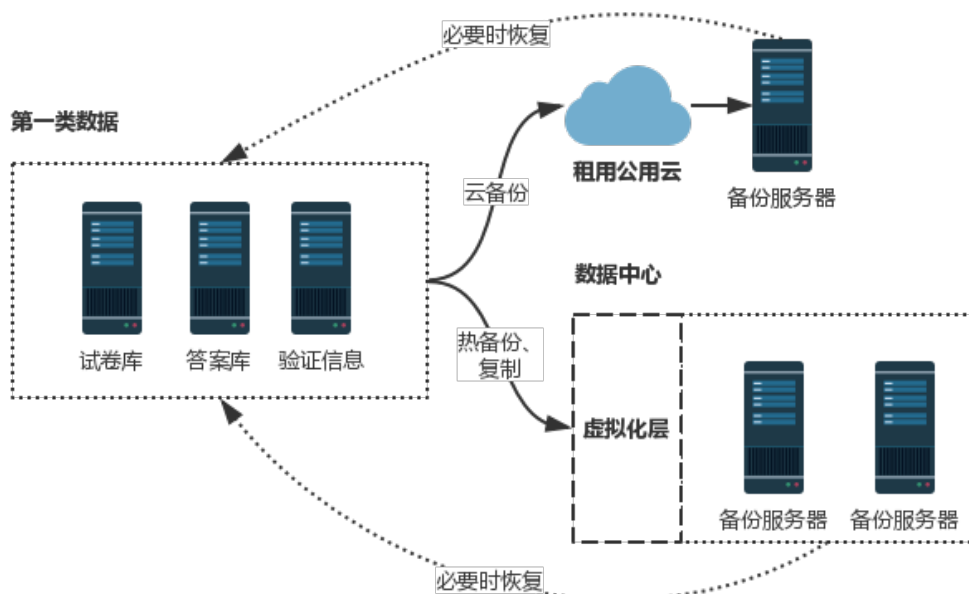 必要时恢复
第一类数据
租用公用云
云备份
备份服务器
数据中心
试卷库
答案库
验证信息
热备份、
复制
虚拟化层
备份服务器
备份服务器
必要时恢复